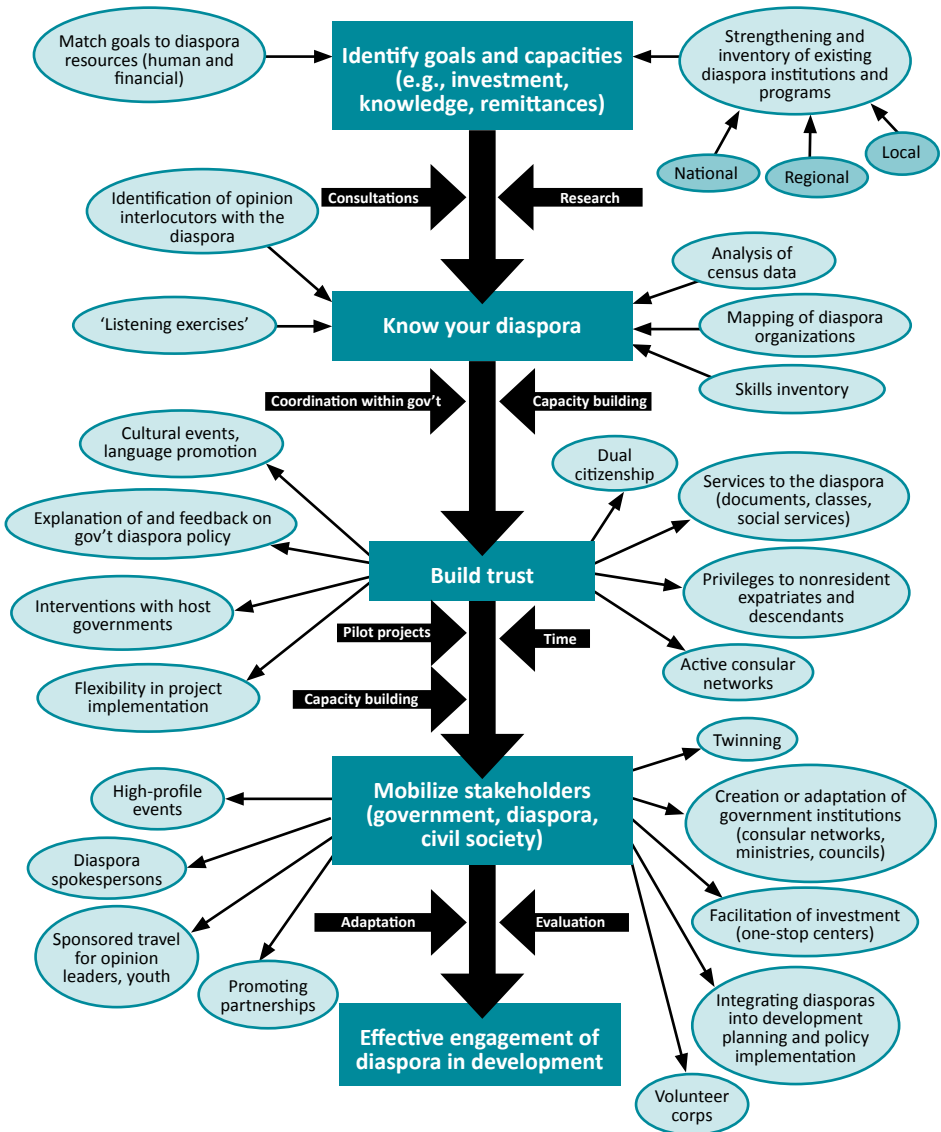 Match goals to diaspora
resources (human and
financial)
Identify goals and capacities
(e.g., investment,
knowledge, remittances)
Strengthening and
inventory of existing
diaspora institutions and
programs
National
Regional
Local
Consultations
Research
Identification of opinion
interlocutors with the
diaspora
‘Listening exercises’
Know your diaspora
Analysis of
census data
Mapping of diaspora
organizations
Skills inventory
Coordination within gov’t
Capacity building
Cultural events,
language promotion
Explanation of and feedback on
gov’t diaspora policy
Interventions with host
governments
Flexibility in project
implementation
Build trust
Dual
citizenship
Services to the diaspora
(documents, classes,
social services)
Privileges to nonresident
expatriates and
descendants
Active consular
networks
Pilot projects
Time
Capacity building
High-profile
events
Diaspora
spokespersons
Sponsored travel
for opinion
leaders, youth
Promoting
partnerships
Mobilize stakeholders
(government, diaspora,
civil society)
Twinning
Creation or adaptation of
government institutions
(consular networks,
ministries, councils)
Facilitation of investment
(one-stop centers)
Integrating diasporas
into development
planning and policy
implementation
Volunteer
corps
Adaptation
Evaluation
Effective engagement of
diaspora in development